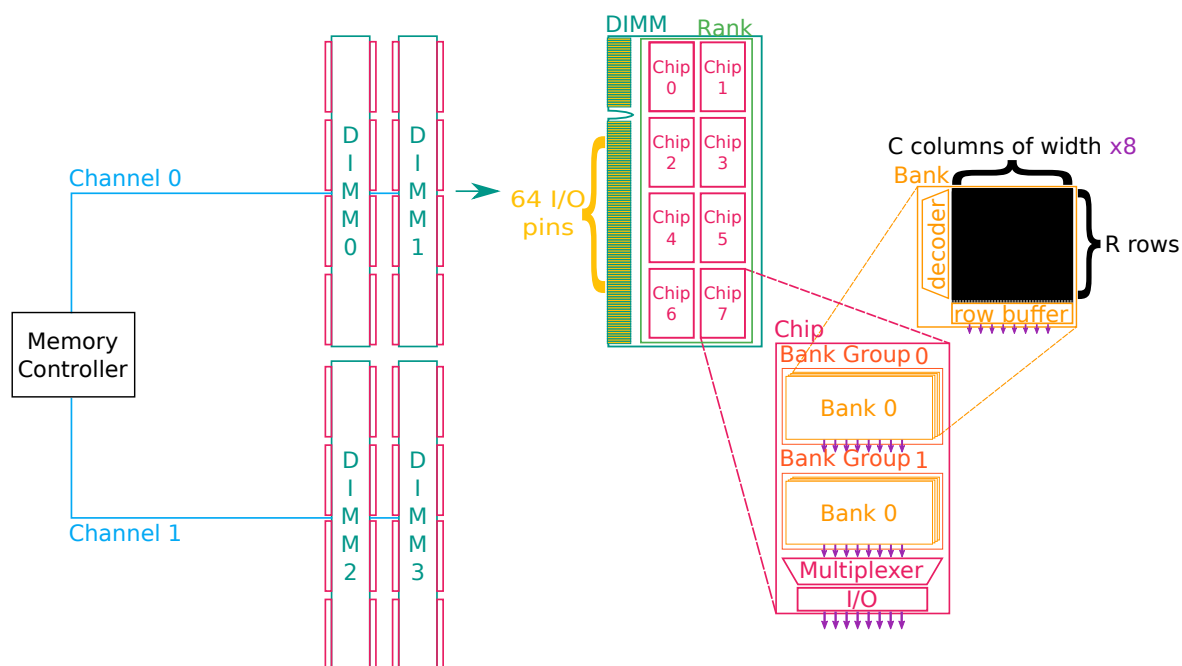 Channel 0
Memory
Controller
Channel 1
D
I
M
M
0
D
I
M
M
1
D
I
M
M
2
D
I
M
M
3
DIMM
Rank
Chip
0
Chip
1
Chip
2
Chip
3
Chip
4
Chip
5
Chip
6
Chip
7
64 I/O
pins
C columns of width x8
Bank
decoder
R rows
row buffer
Chip
Bank Group 0
Bank 0
Bank Group 1
Bank 0
Multiplexer
I/O